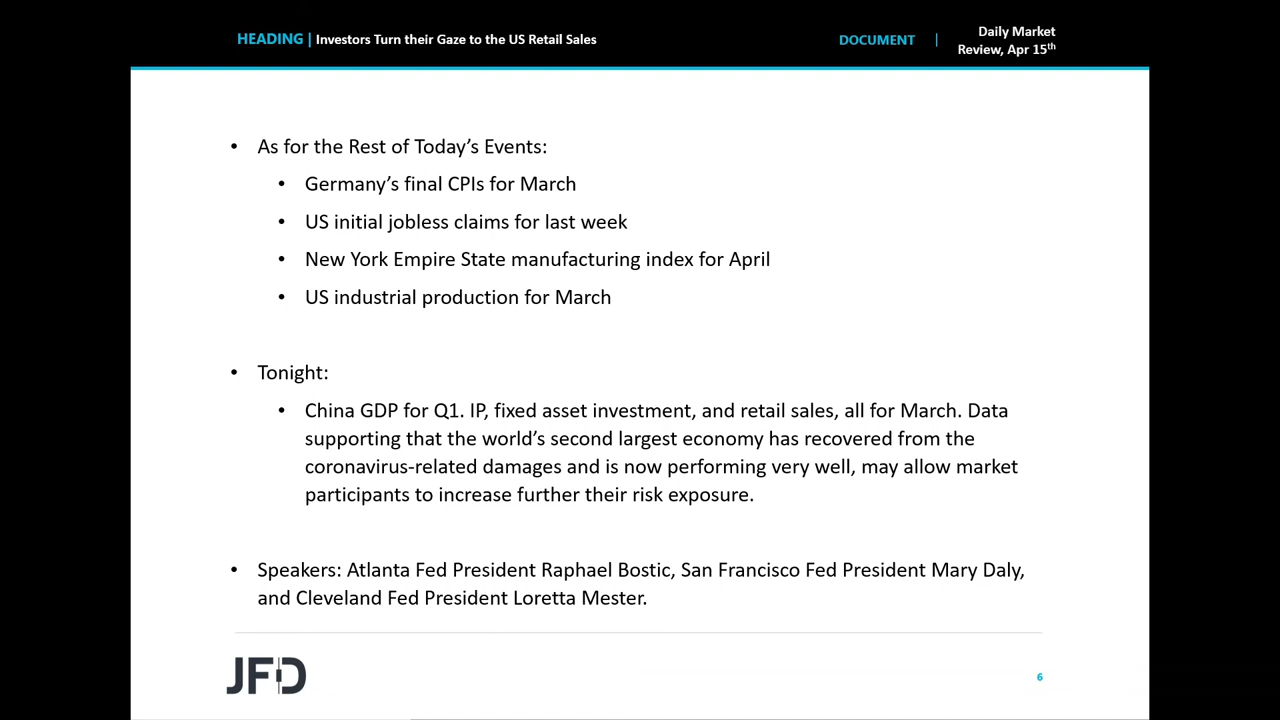 HEADING | Investors Turn their Gaze to the US Retail Sales
DOCUMENT | Daily Market
Review, Apr 15th
• As for the Rest of Today’s Events:
• Germany’s final CPIs for March
• US initial jobless claims for last week
• New York Empire State manufacturing index for April
• US industrial production for March
• Tonight:
• China GDP for Q1. IP, fixed asset investment, and retail sales, all for March. Data
supporting that the world’s second largest economy has recovered from the
coronavirus-related damages and is now performing very well, may allow market
participants to increase further their risk exposure.
• Speakers: Atlanta Fed President Raphael Bostic, San Francisco Fed President Mary Daly,
and Cleveland Fed President Loretta Mester.
JFD
6